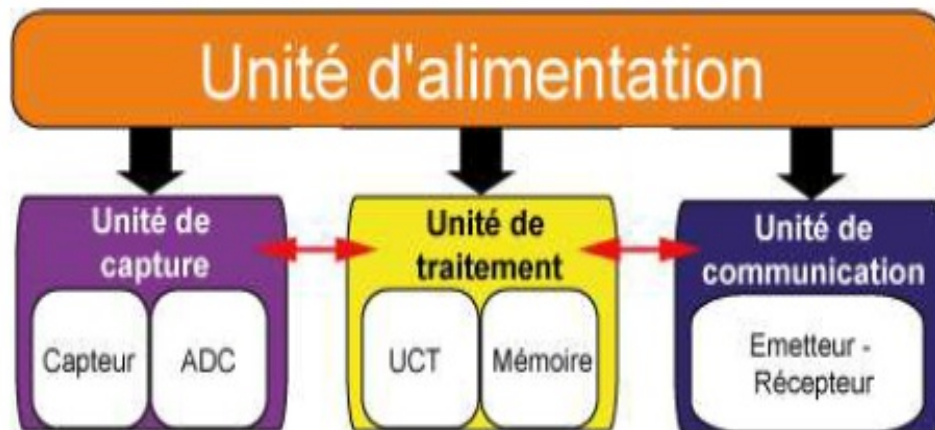 Unité d'alimentation
Unité de
capture
Capteur
ADC
Unité de
traitement
UCT
Mémoire
Unité de
communication
Emetteur -
Récepteur